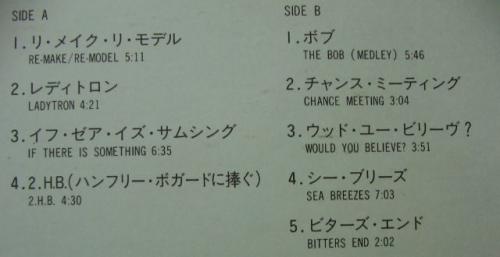 SIDE A
1.リ・メイク・リ・モデル
RE-MAKE/RE-MODEL 5:11
2.レディトロン
LADYTRON 4:21
3.イフ・ゼア・イズ・サムシング
IF THERE IS SOMETHING 6:35
4.2.H.B.(ハンフリー・ボガードに捧ぐ)
2.H.B. 4:30
SIDE B
1.ボブ
THE BOB (MEDLEY) 5:46
2.チャンス・ミーティング
CHANCE MEETING 3:04
3.ウッド・ユー・ビリーヴ?
WOULD YOU BELIEVE? 3:51
4.シー・ブリーズ
SEA BREEZES 7:03
5.ビターズ・エンド
BITTERS END 2:02